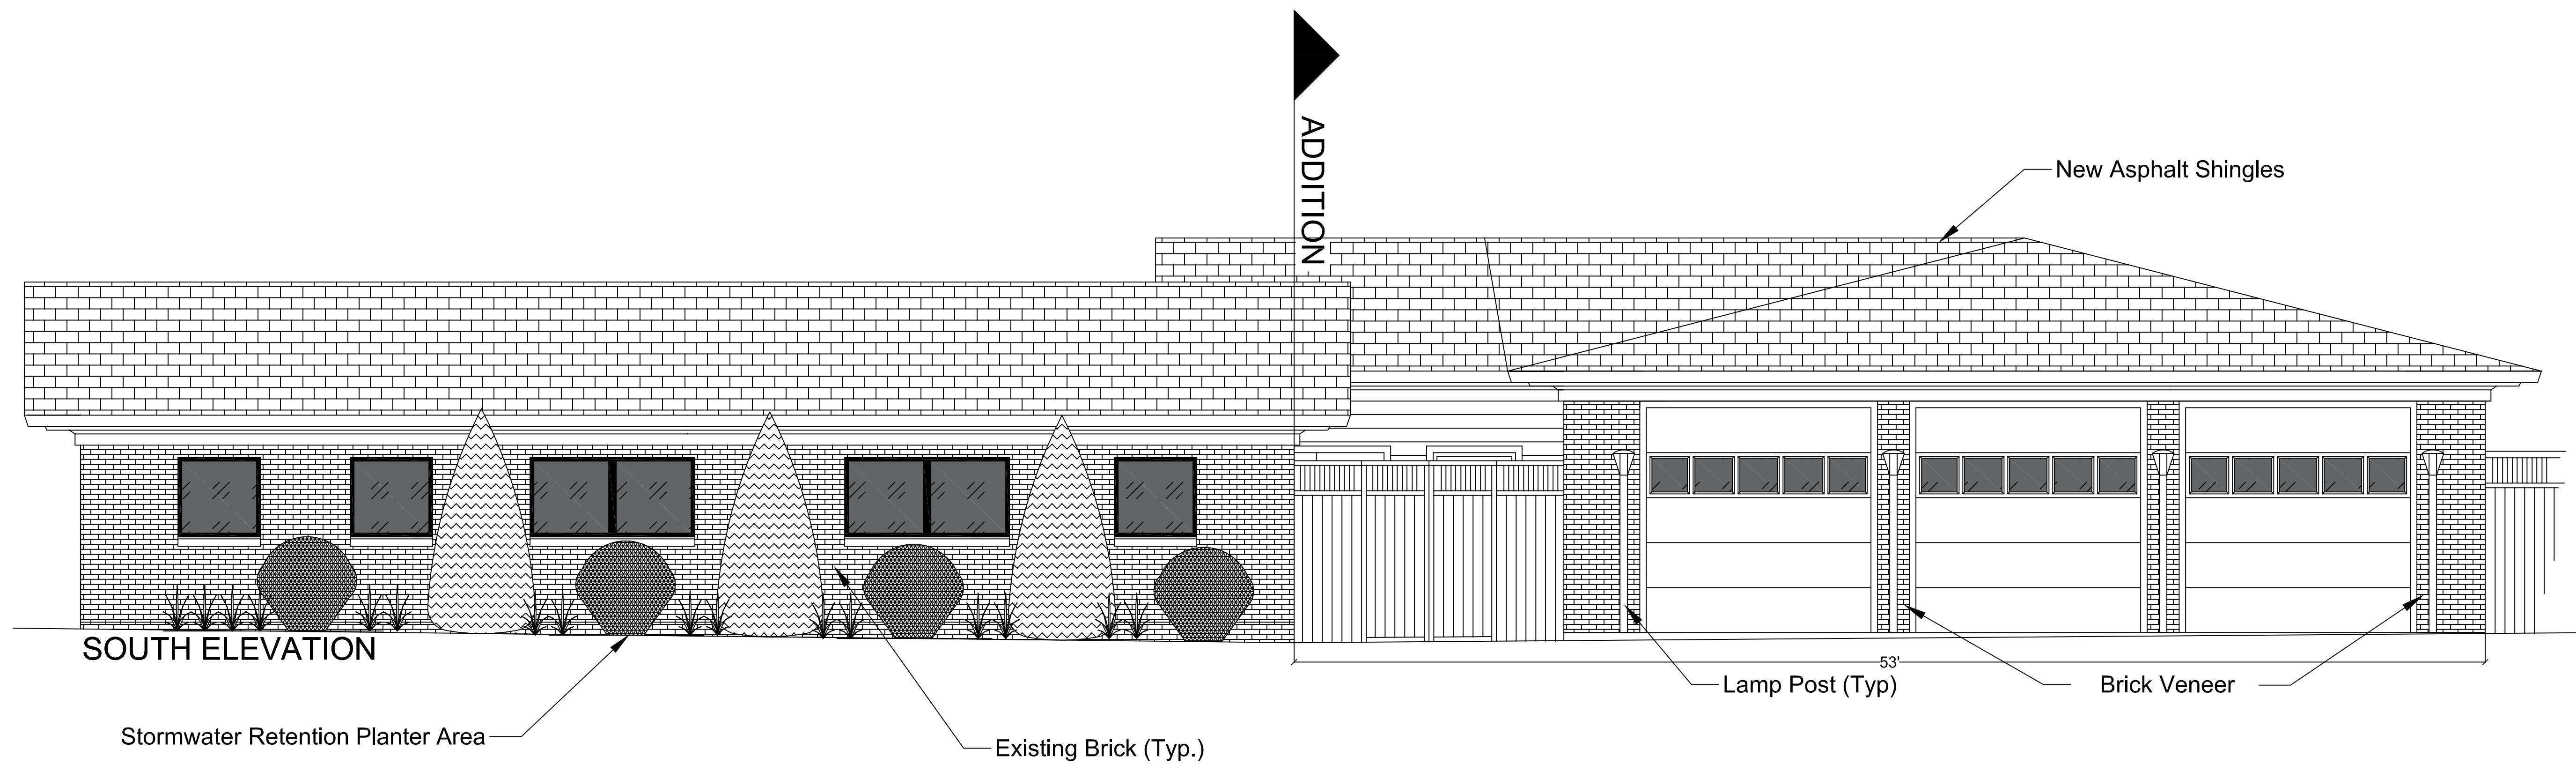 ADDITION
New Asphalt Shingles
SOUTH ELEVATION
53'
Lamp Post (Typ)
Brick Veneer
Stormwater Retention Planter Area
Existing Brick (Typ.)